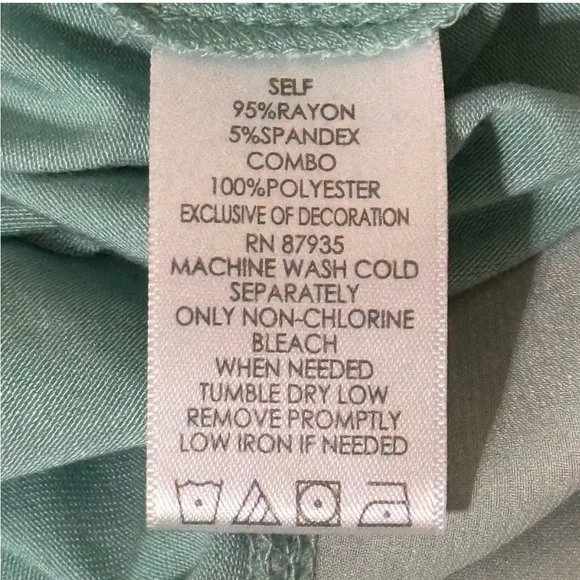 SELF
95%RAYON
5%SPANDEX
COMBO
100%POLYESTER
EXCLUSIVE OF DECORATION
RN 87935
MACHINE WASH COLD
SEPARATELY
ONLY NON-CHLORINE
BLEACH
WHEN NEEDED
TUMBLE DRY LOW
REMOVE PROMPTLY
LOW IRON IF NEEDED